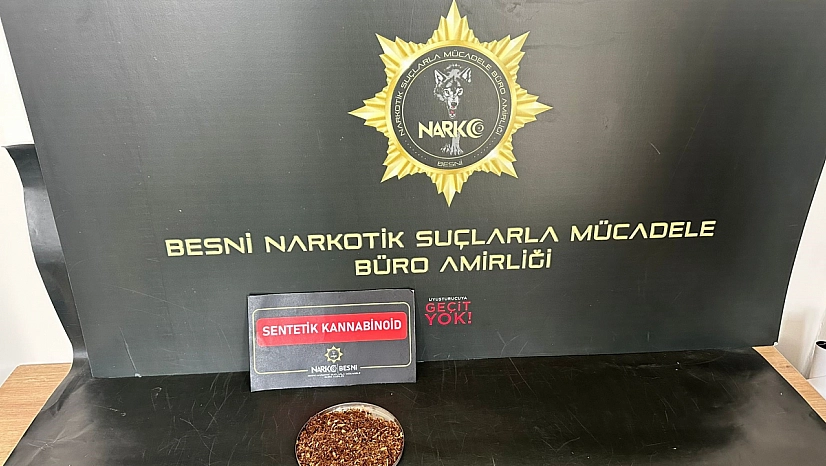 NARKOTİK SUÇLARLA MÜCADELE BÜRO AMİRLİĞİ
NARKO
BESNİ
BESNİ NARKOTİK SUÇLARLA MÜCADELE
BÜRO AMİRLİĞİ
UYUŞTURUCUYA
GEÇİT
YOK!
SENTETİK KANNABİNOİD
NARKO BESNİ